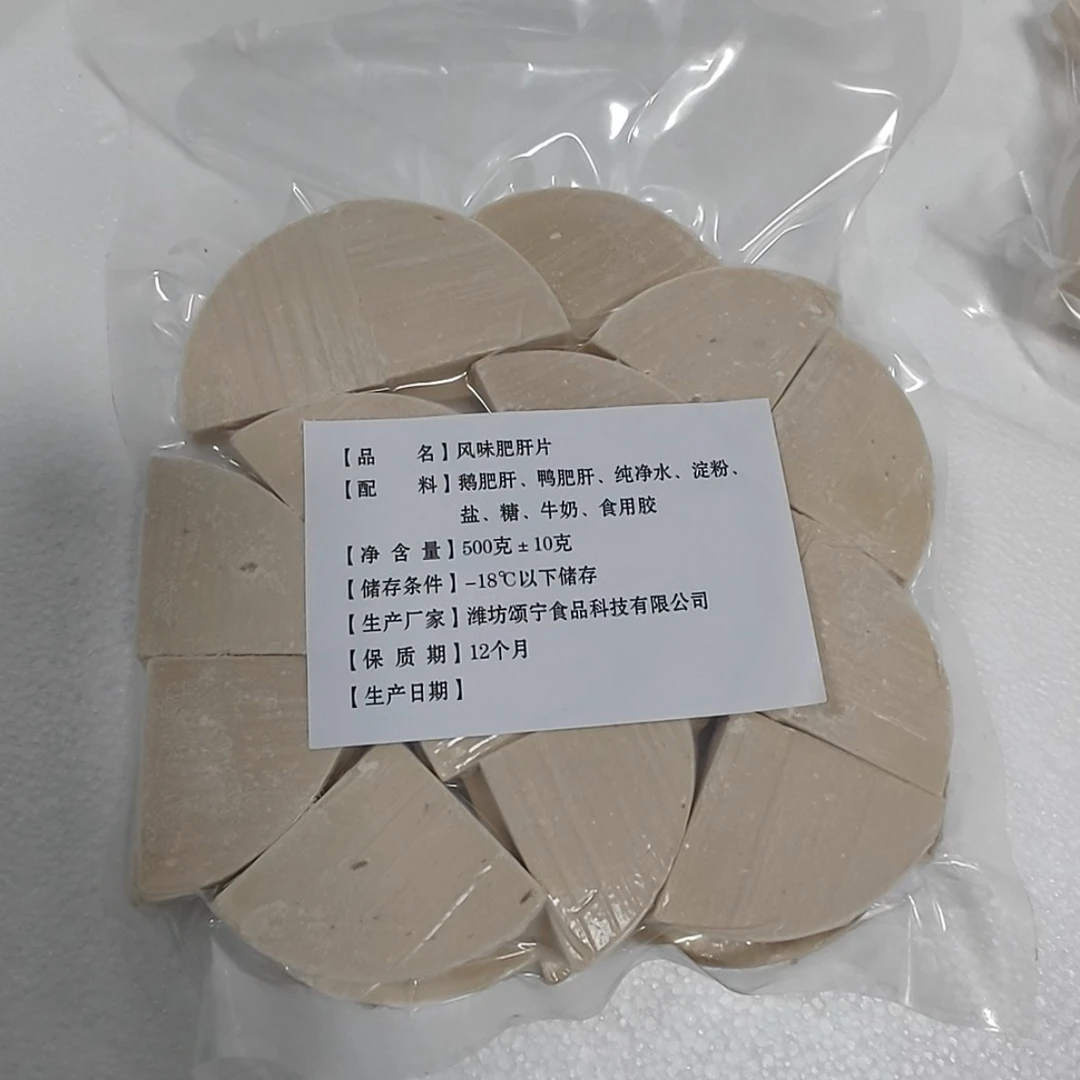 【品　　名】风味肥肝片
【配　　料】鹅肥肝、鸭肥肝、纯净水、淀粉、
盐、糖、牛奶、食用胶
【净 含 量】500克±10克
【储存条件】-18℃以下储存
【生产厂家】潍坊颂宁食品科技有限公司
【保 质 期】12个月
【生产日期】